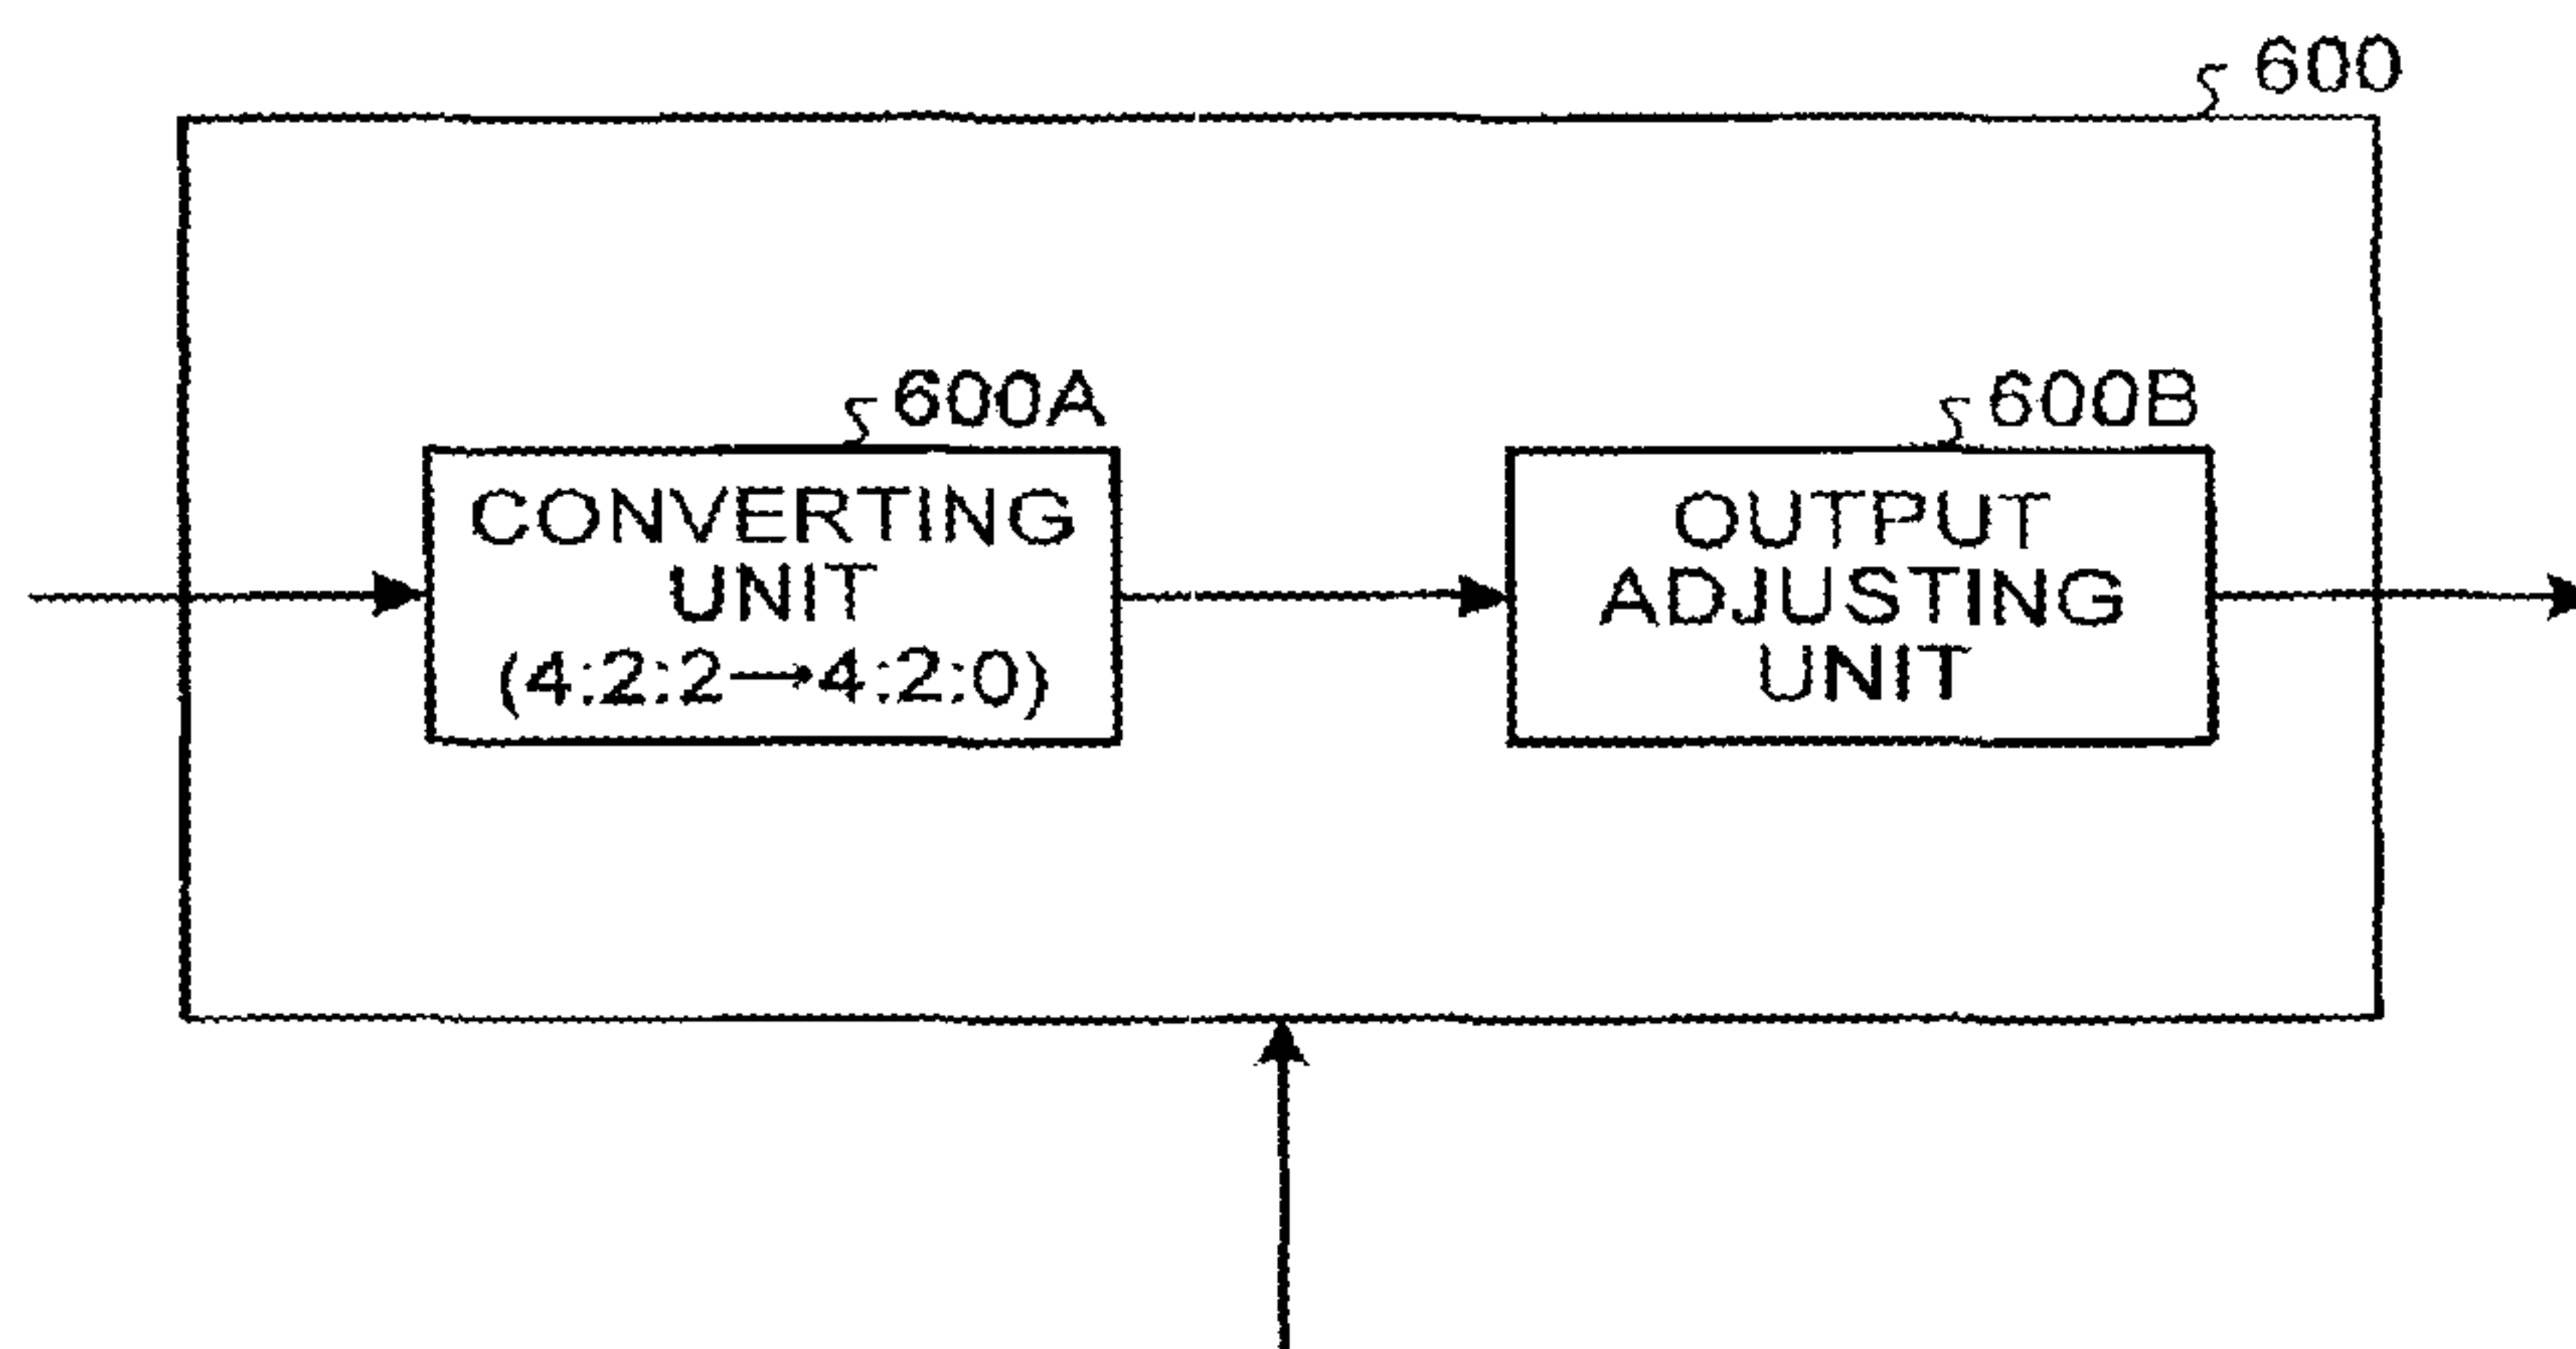 600
600A
CONVERTING
UNIT
(4:2:2→4:2:0)
600B
OUTPUT
ADJUSTING
UNIT